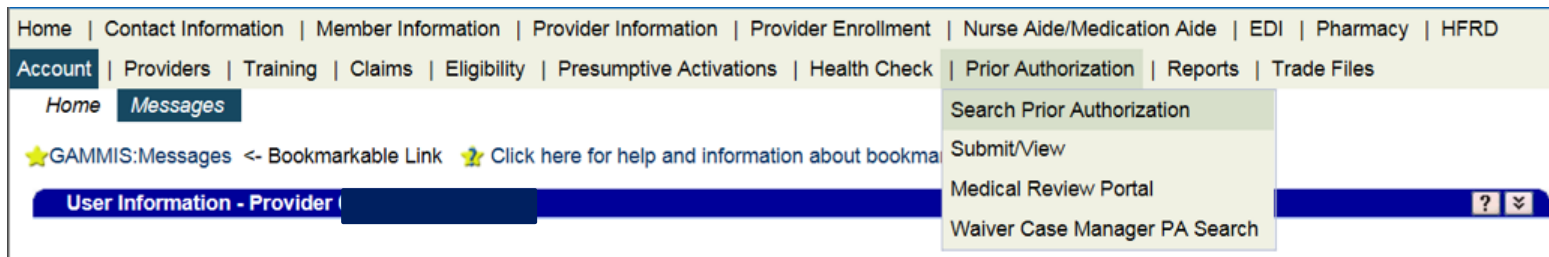 Home | Contact Information | Member Information | Provider Information | Provider Enrollment | Nurse Aide/Medication Aide | EDI | Pharmacy | HFRD
Account | Providers | Training | Claims | Eligibility | Presumptive Activations | Health Check | Prior Authorization | Reports | Trade Files
Home Messages
Search Prior Authorization
GAMMIS:Messages <- Bookmarkable Link Click here for help and information about bookma
Submit/View
Medical Review Portal
User Information - Provider
? 
Waiver Case Manager PA Search